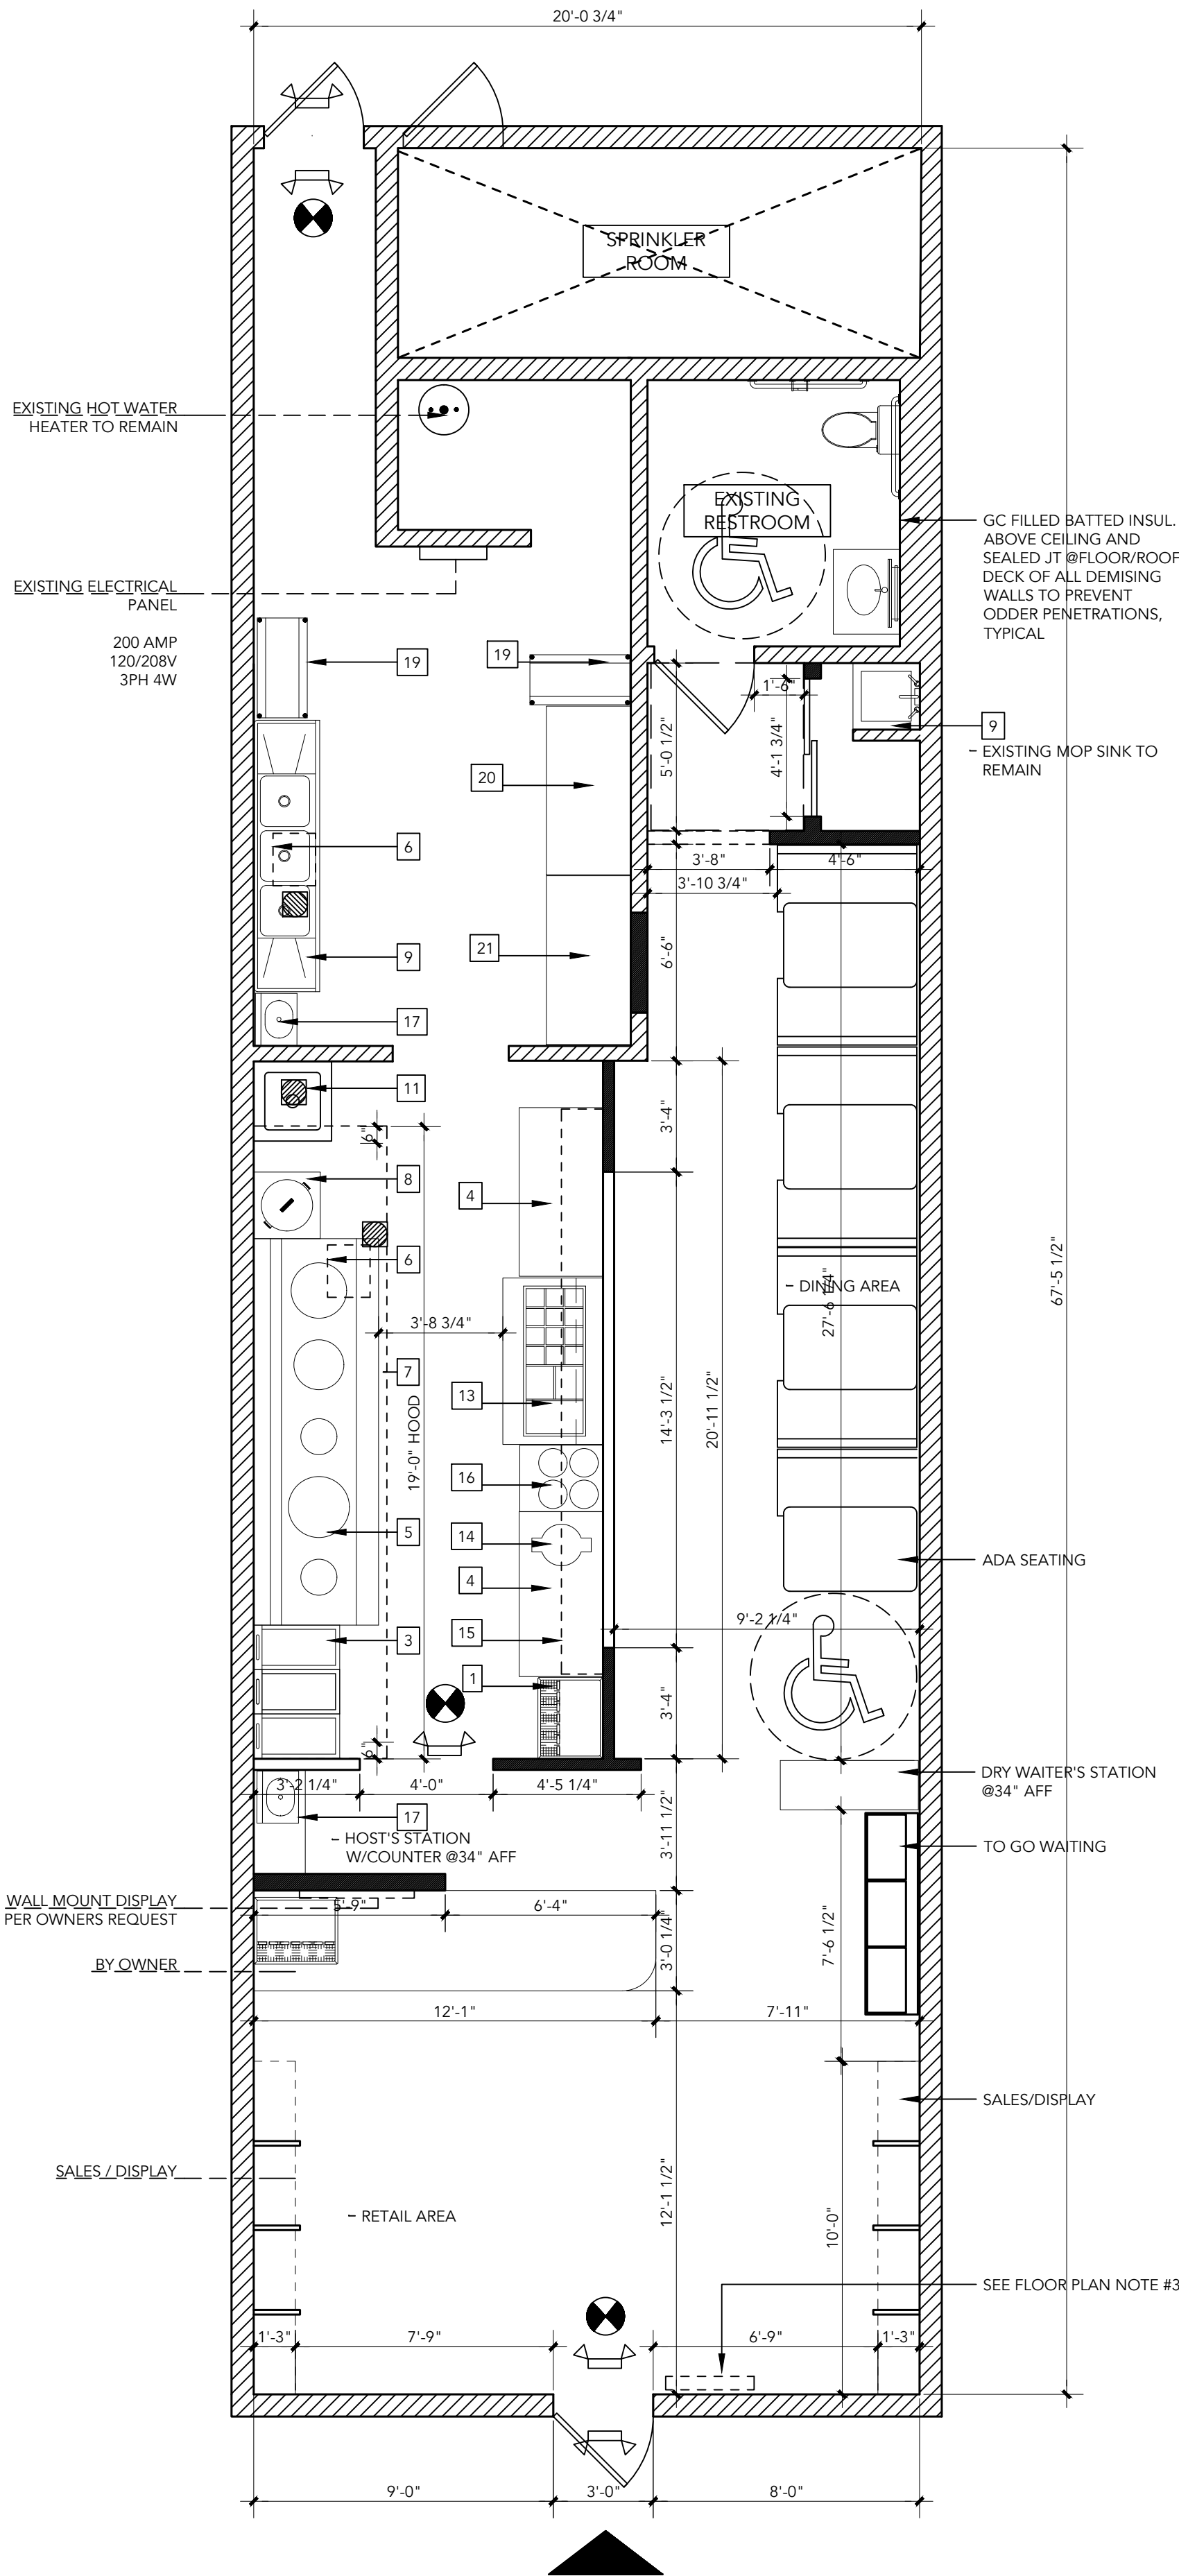 20'-0 3/4"
SPRINKLER
ROOM
EXISTING HOT WATER
HEATER TO REMAIN
EXISTING
RESTROOM
GC FILLED BATTED INSUL.
ABOVE CEILING AND
SEALED JT @FLOOR/ROOF
DECK OF ALL DEMISING
WALLS TO PREVENT
ODDER PENETRATIONS,
TYPICAL
EXISTING ELECTRICAL
PANEL
200 AMP
120/208V
3PH 4W
19
19
1'-6"
5'-0 1/2"
4'-1 3/4"
9
- EXISTING MOP SINK TO
REMAIN
20
6
3'-8"
4'-6"
3'-10 3/4"
21
9
6'-6"
17
11
6"
3'-4"
8
4
6
- DINING AREA
27'-6 1/4"
67'-5 1/2"
3'-8 3/4"
7
13
19'-0" HOOD
14'-3 1/2"
20'-11 1/2"
16
5
14
4
ADA SEATING
9'-2 1/4"
3
15
1
3'-4"
6"
3'-2 1/4"
4'-0"
4'-5 1/4"
DRY WAITER'S STATION
@34" AFF
17
- HOST'S STATION
W/COUNTER @34" AFF
3'-11 1/2"
TO GO WAITING
WALL MOUNT DISPLAY
PER OWNERS REQUEST
5'-9"
6'-4"
3'-0 1/4"
7'-6 1/2"
BY OWNER
12'-1"
7'-11"
SALES/DISPLAY
SALES / DISPLAY
12'-1 1/2"
10'-0"
- RETAIL AREA
SEE FLOOR PLAN NOTE #3
1'-3"
7'-9"
6'-9"
1'-3"
9'-0"
3'-0"
8'-0"